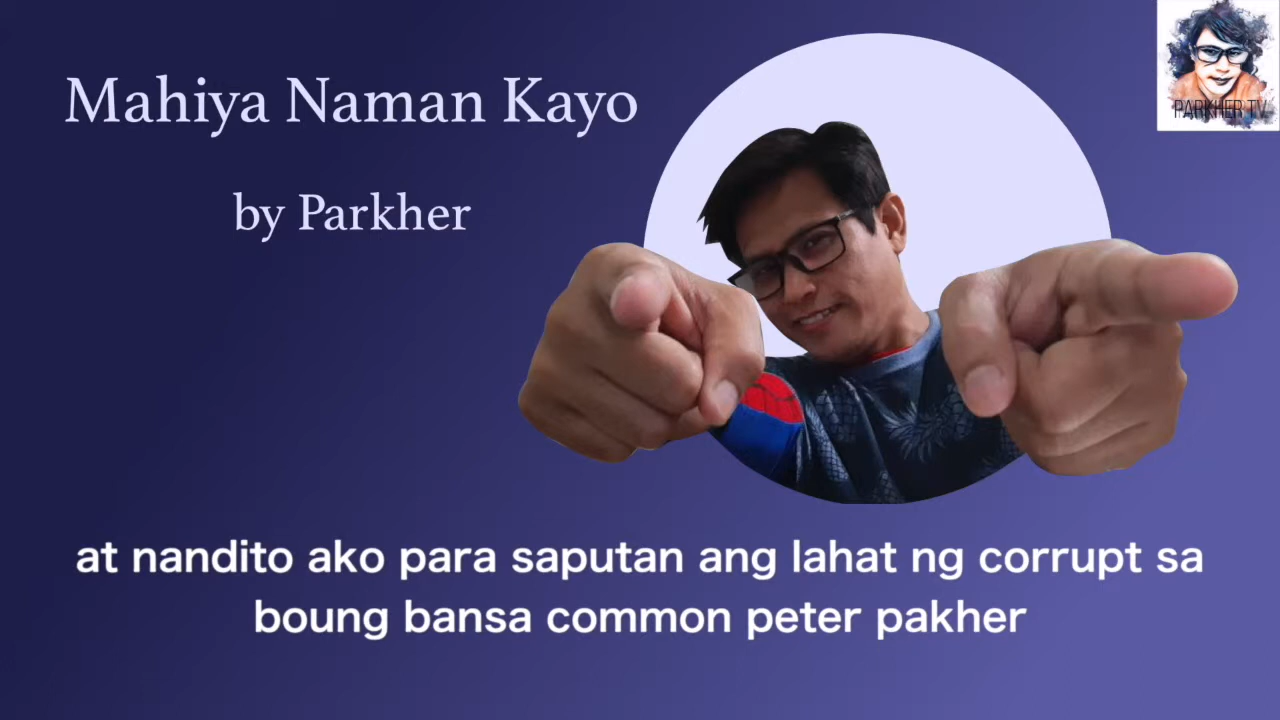 Mahiya Naman Kayo
by Parkher
PARKHER TV
at nandito ako para saputan ang lahat ng corrupt sa
boung bansa common peter pakher